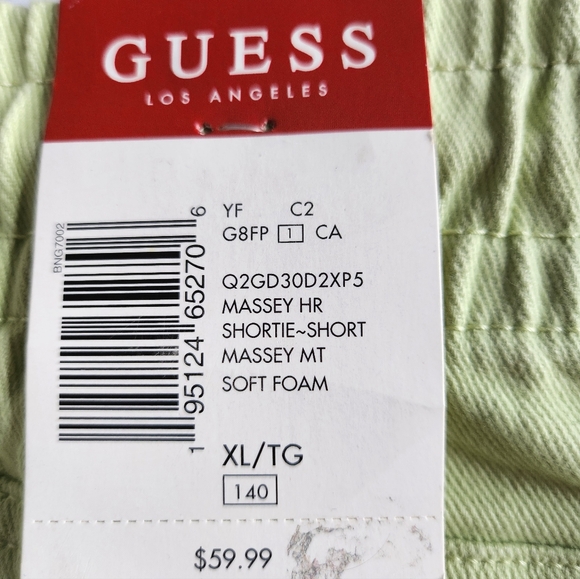 GUESS
LOS ANGELES
YF C2
G8FP 1 CA
Q2GD30D2XP5
MASSEY HR
SHORTIE~SHORT
MASSEY MT
SOFT FOAM
XL/TG
140
$59.99
BNG7002
1 95124 65270 6